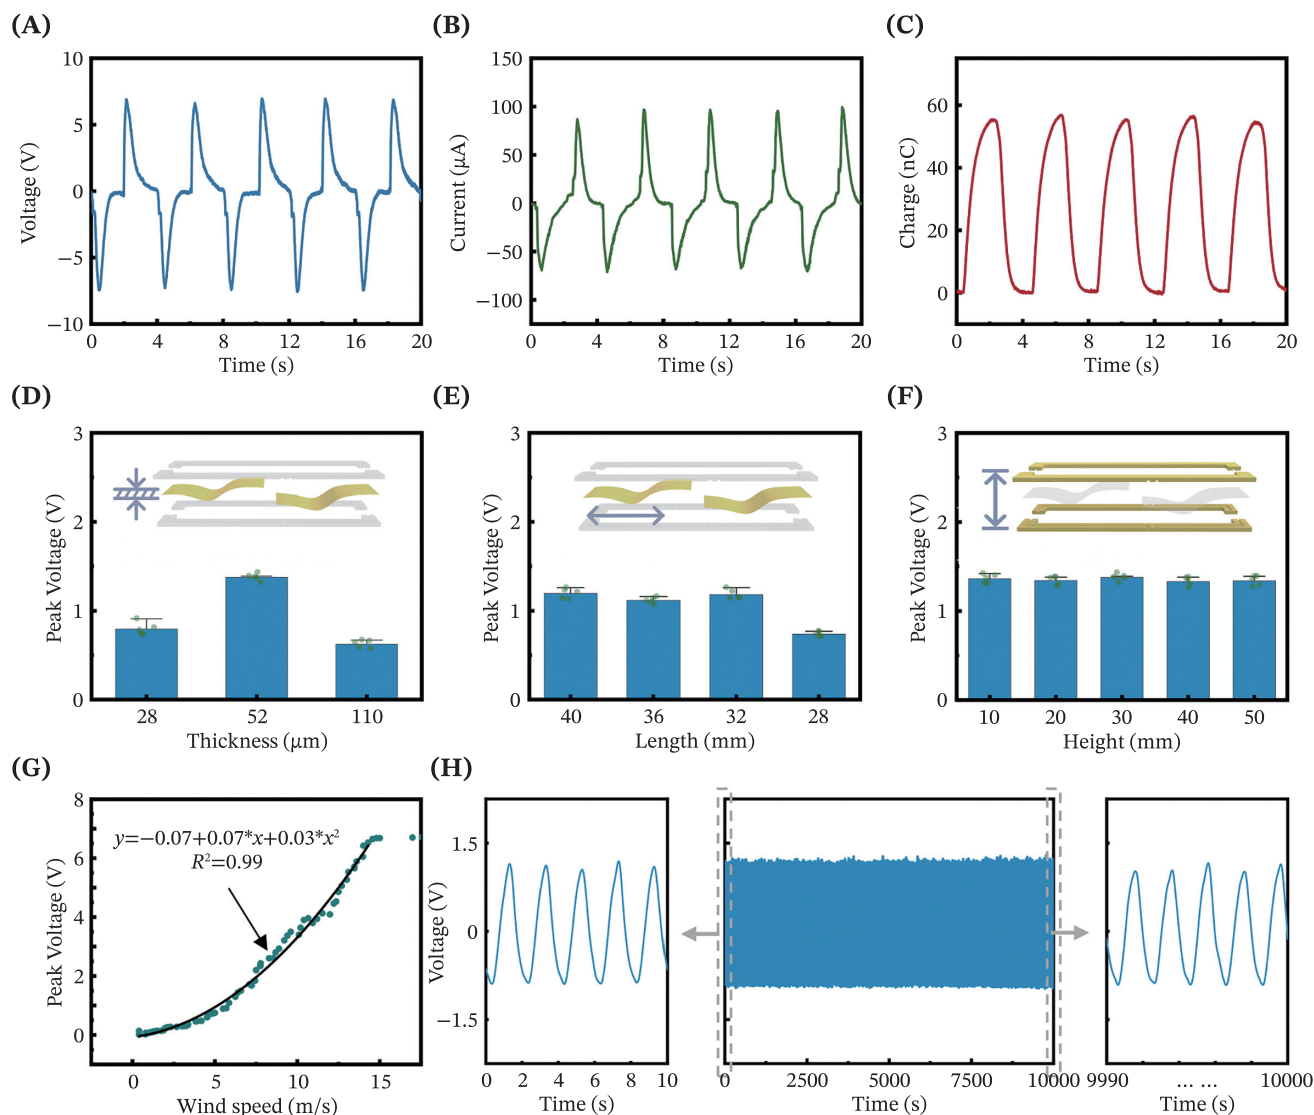 (A)
10
5
0
−5
−10
Voltage (V)
0 4 8 12 16 20
Time (s)
(B)
150
100
50
0
−50
−100
Current (μA)
0 4 8 12 16 20
Time (s)
(C)
60
40
20
0
Charge (nC)
0 4 8 12 16 20
Time (s)
(D)
3
2
1
0
Peak Voltage (V)
28 52 110
Thickness (μm)
(E)
3
2
1
0
Peak Voltage (V)
40 36 32 28
Length (mm)
(F)
3
2
1
0
Peak Voltage (V)
10 20 30 40 50
Height (mm)
(G)
8
6
4
2
0
Peak Voltage (V)
y=−0.07+0.07*x+0.03*x²
R²=0.99
0 5 10 15
Wind speed (m/s)
(H)
1.5
0
−1.5
Voltage (V)
0 2 4 6 8 10
Time (s)
0 2500 5000 7500 10000
Time (s)
9990 ... ... 10000
Time (s)